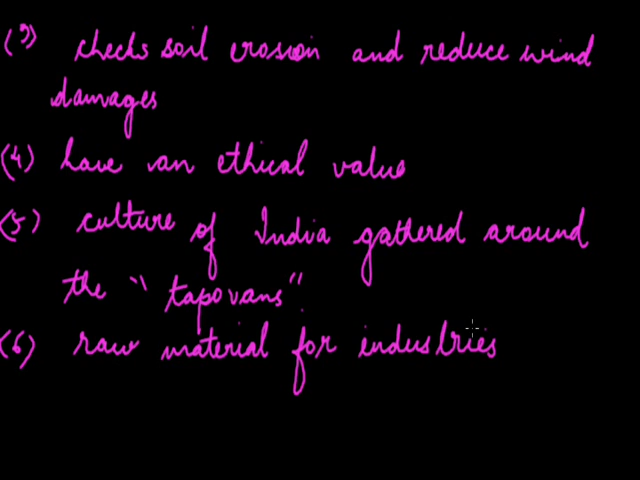 (3) checks soil erosion and reduce wind
damages
(4) have an ethical value
(5) culture of India gathered around
the "tapovans".
(6) raw material for industries